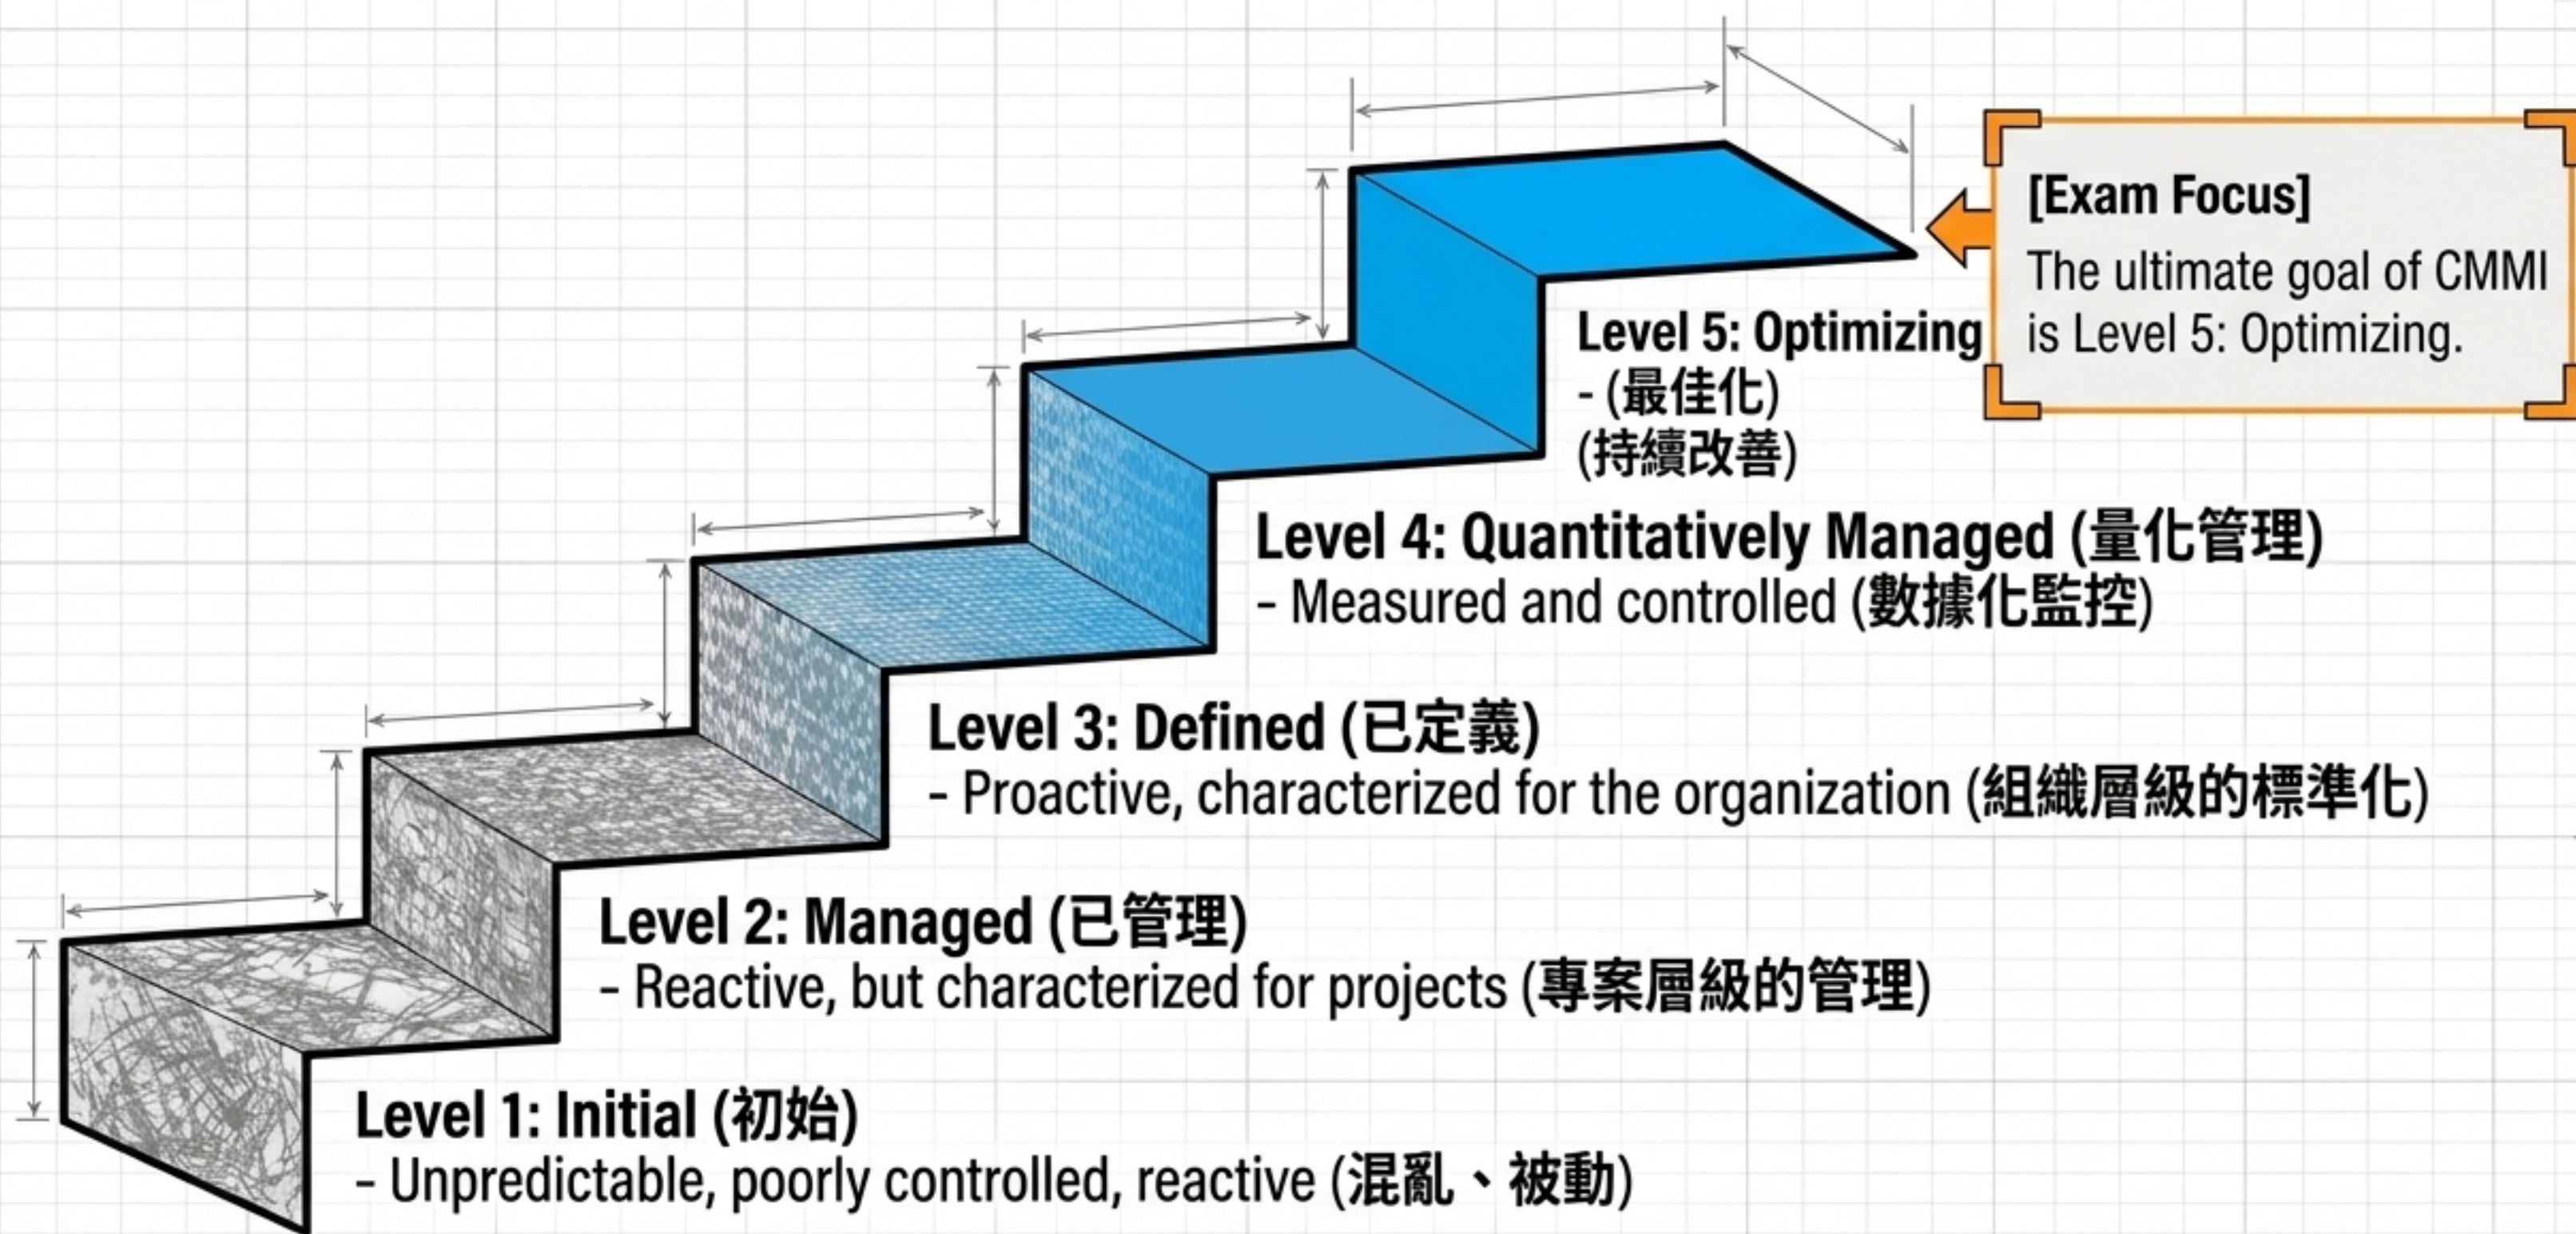 [Exam Focus]
The ultimate goal of CMMI
is Level 5: Optimizing.
Level 5: Optimizing
- (最佳化)
(持續改善)
Level 4: Quantitatively Managed (量化管理)
- Measured and controlled (數據化監控)
Level 3: Defined (已定義)
- Proactive, characterized for the organization (組織層級的標準化)
Level 2: Managed (已管理)
- Reactive, but characterized for projects (專案層級的管理)
Level 1: Initial (初始)
- Unpredictable, poorly controlled, reactive (混亂、被動)